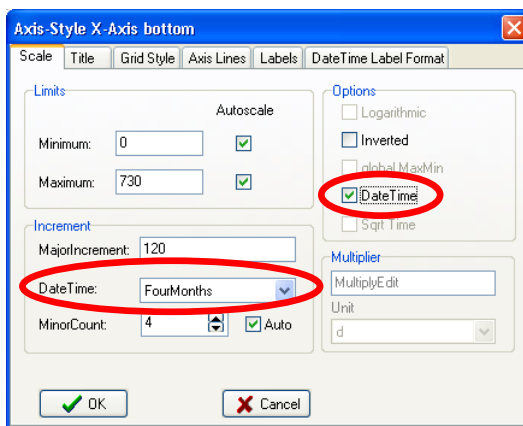 Axis-Style X-Axis bottom
Scale Title Grid Style Axis Lines Labels DateTime Label Format
Limits
Autoscale
Minimum: 0
Maximum: 730
Options
Logarithmic
Inverted
global MaxMin
DateTime
Sqrt Time
Increment
MajorIncrement: 120
DateTime: FourMonths
MinorCount: 4 Auto
Multiplier
MultiplyEdit
Unit
d
OK Cancel